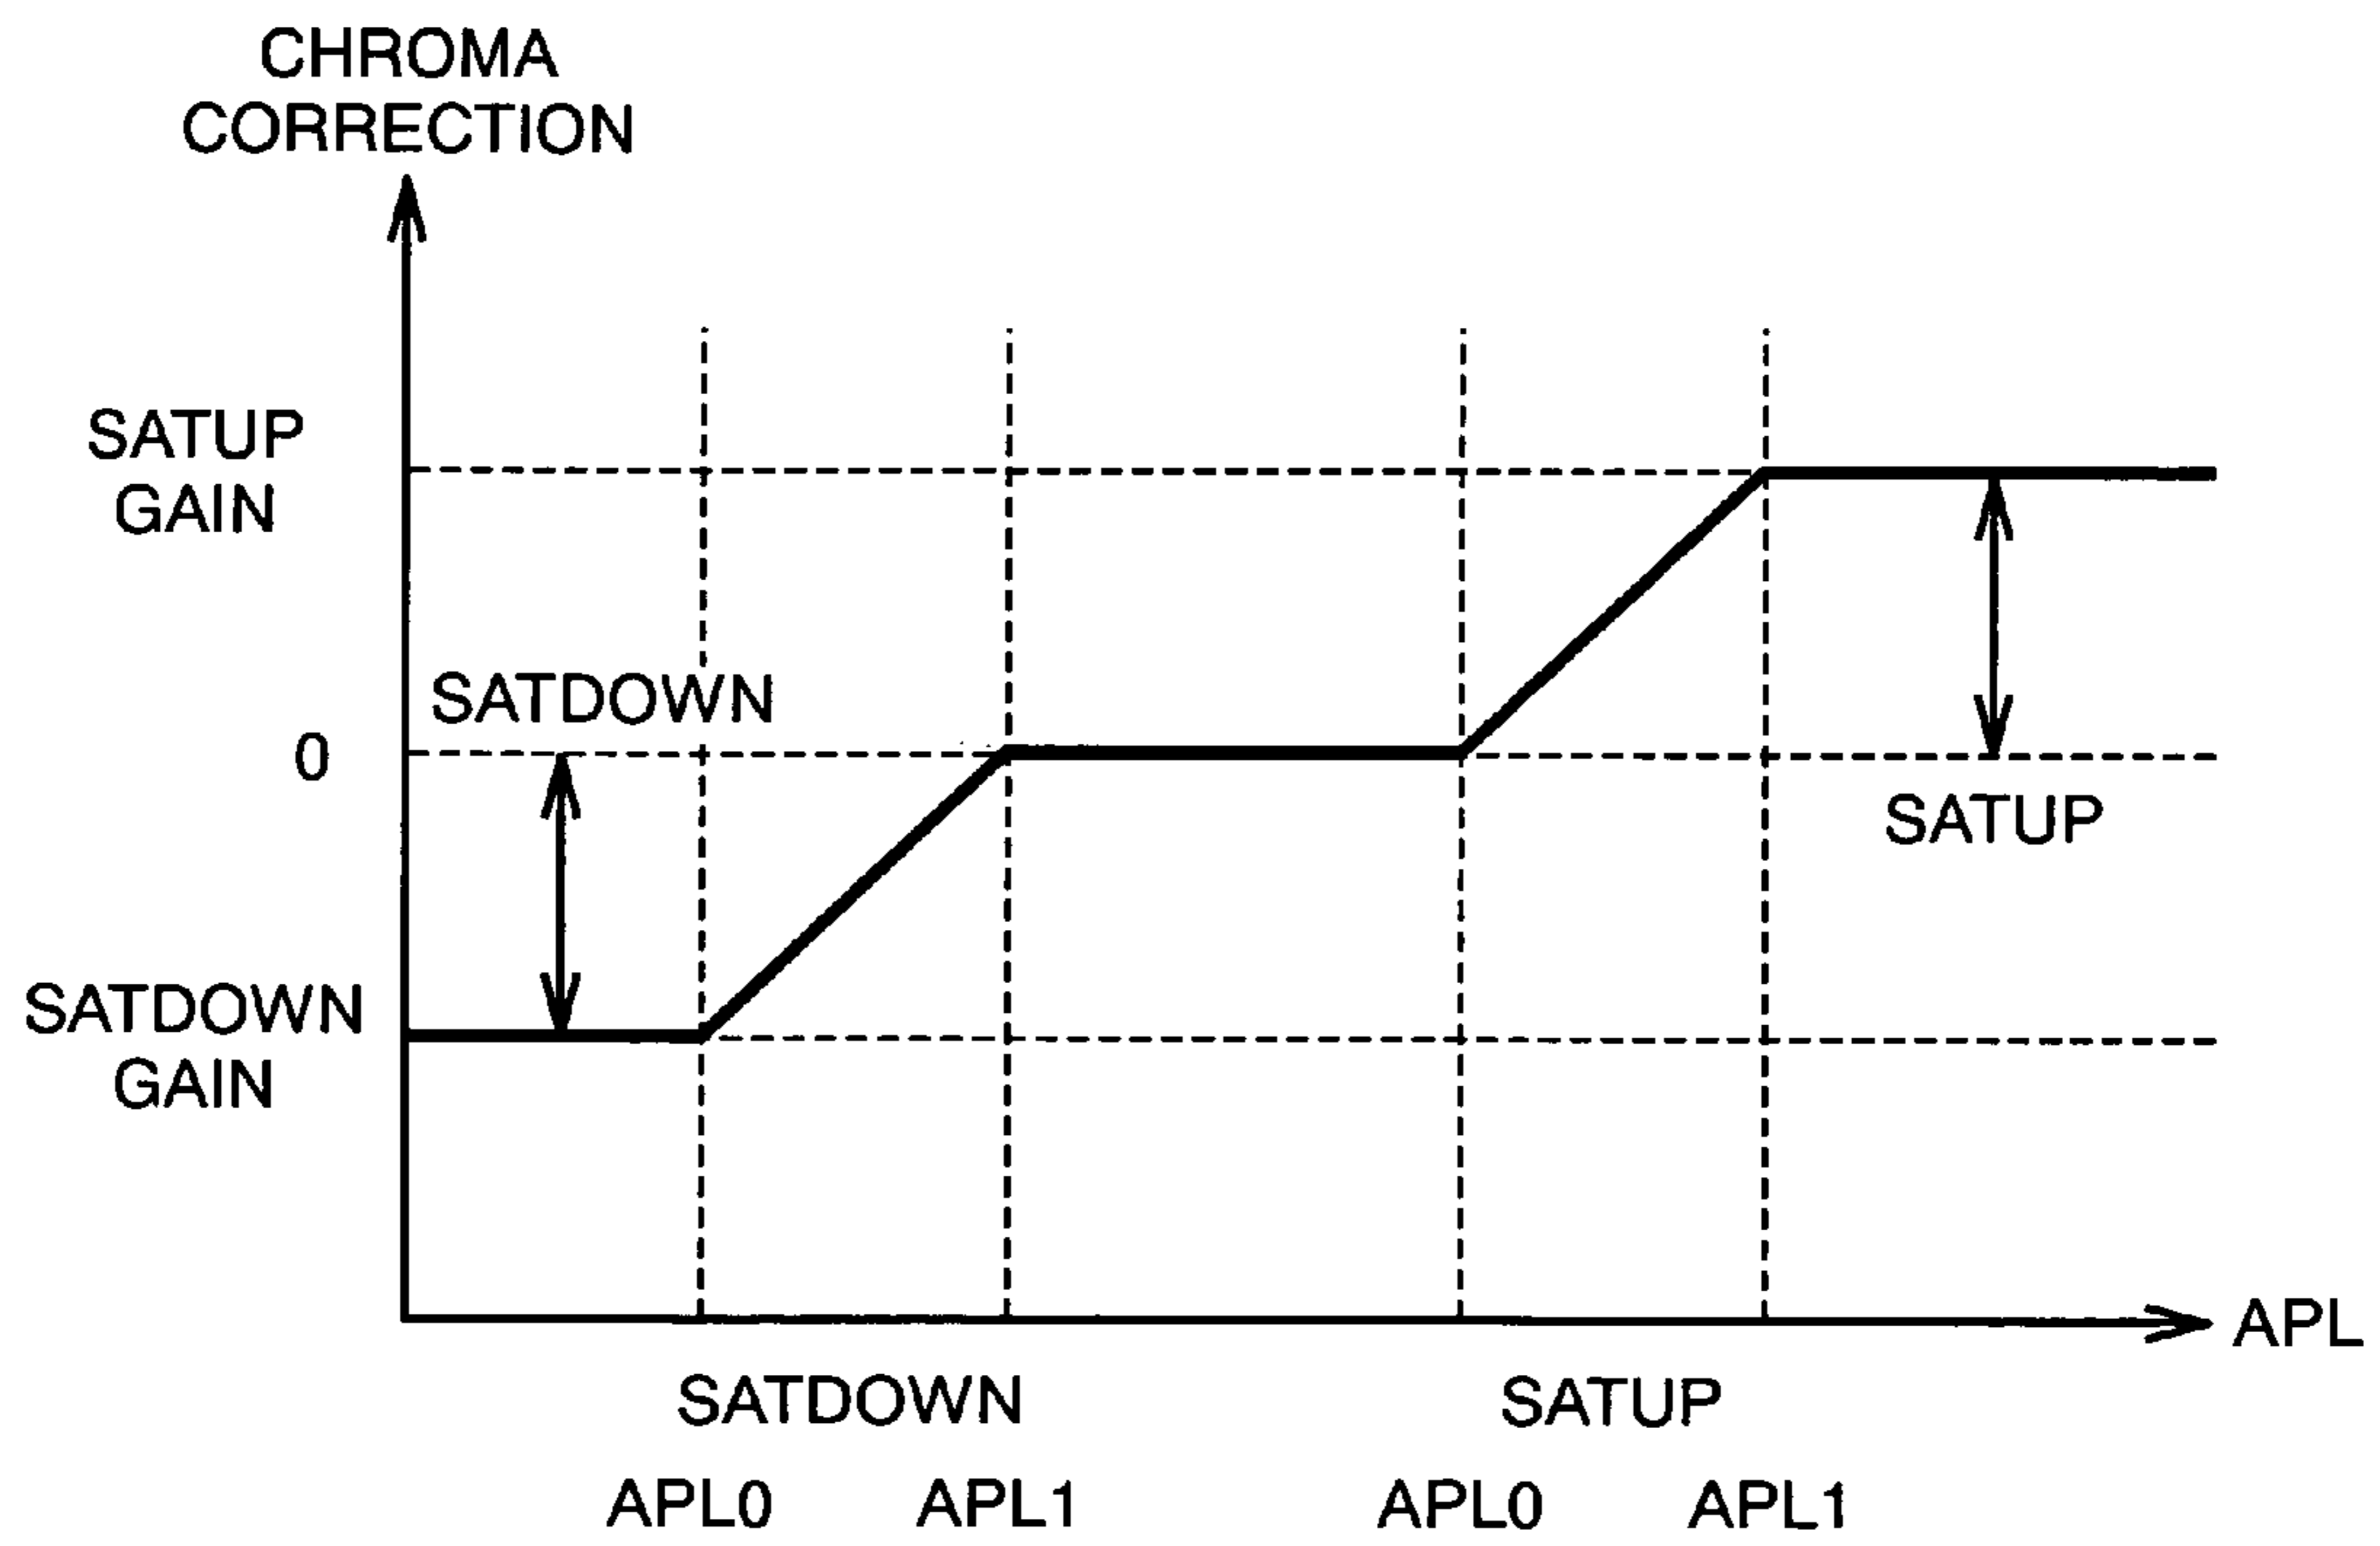 CHROMA
CORRECTION
SATUP
GAIN
SATDOWN
0
SATUP
SATDOWN
GAIN
APL
SATDOWN SATUP
APL0 APL1 APL0 APL1